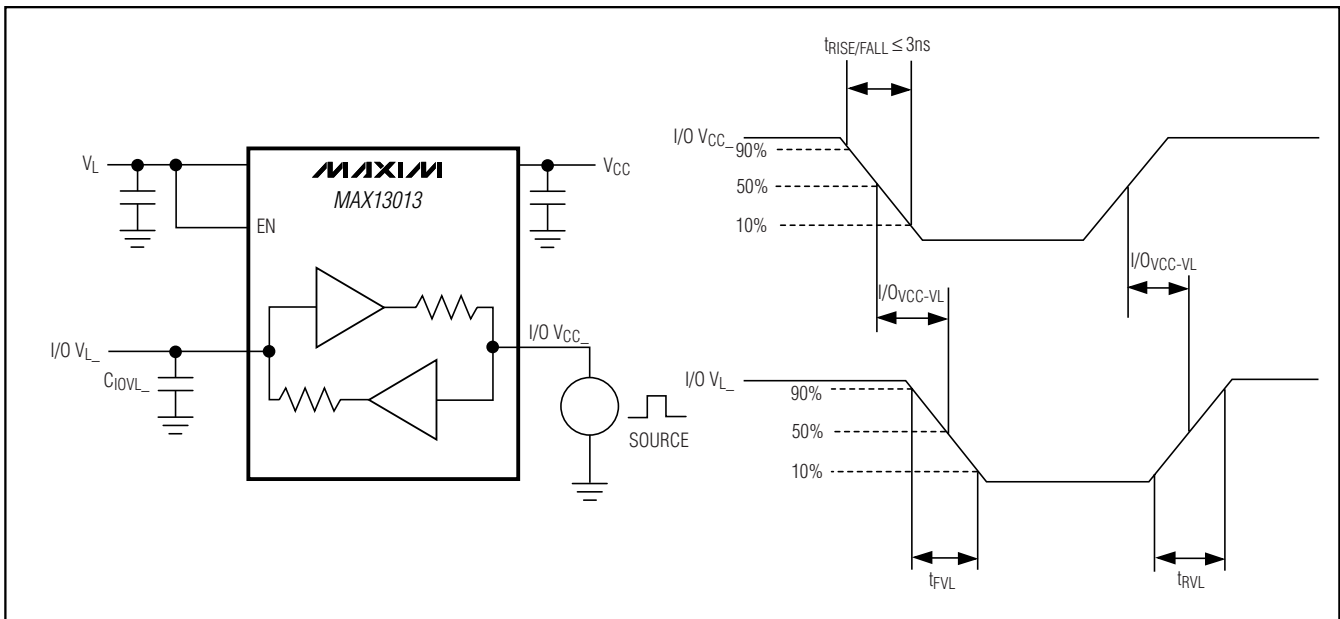 VL
VCC
MAXIM
MAX13013
EN
I/O VL_
CIOVL_
I/O VCC_
SOURCE
tRISE/FALL ≤ 3ns
I/O VCC_
90%
50%
10%
I/OVCC-VL
I/OVCC-VL
I/O VL_
90%
50%
10%
tFVL
tRVL